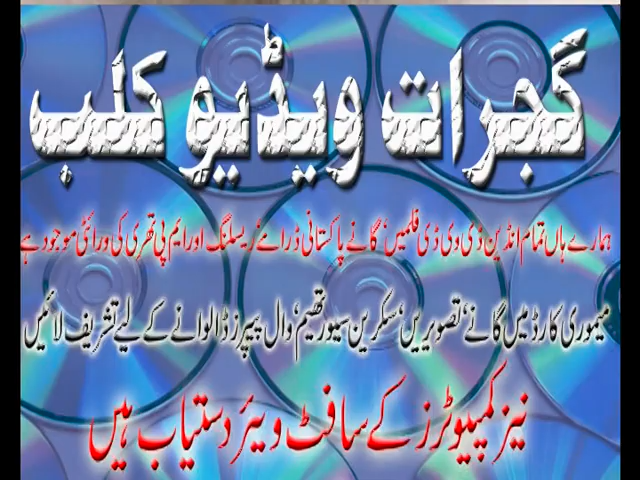 گجرات ویڈیو کلب
ہمارے ہاں تمام انڈین ڈی وی ڈی فلمیں، گانے پاکستانی ڈرامے، ریسلنگ اور ایم پی تھری کی ورائٹی موجود ہے
میموری کارڈ میں گانے، تصویریں، سکرین سیور تھیم، وال پیپرز ڈالوانے کے لیے تشریف لائیں
نیز کمپیوٹرز کے سافٹ ویئر دستیاب ہیں